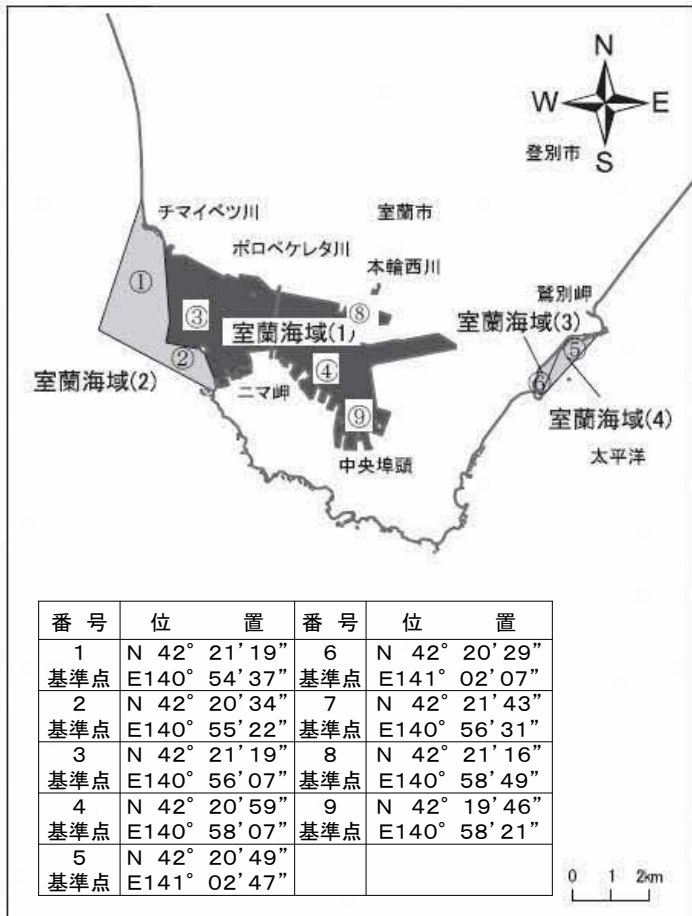 N
W E
S
登別市
チマイベツ川
室蘭市
ポロペケレタ川
本輪西川
①
鷲別岬
③
⑧
室蘭海域(3)
室蘭海域(1)
⑤
②
④
⑥
室蘭海域(2)
ニマ岬
⑨
室蘭海域(4)
中央埠頭
太平洋
番 号 位 置 番 号 位 置
1 N 42° 21'19” 6 N 42° 20'29”
基準点 E140° 54'37” 基準点 E141° 02'07”
2 N 42° 20'34” 7 N 42° 21'43”
基準点 E140° 55'22” 基準点 E140° 56'31”
3 N 42° 21'19” 8 N 42° 21'16”
基準点 E140° 56'07” 基準点 E140° 58'49”
4 N 42° 20'59” 9 N 42° 19'46”
基準点 E140° 58'07” 基準点 E140° 58'21”
5 N 42° 20'49”
基準点 E141° 02'47”
0 1 2km